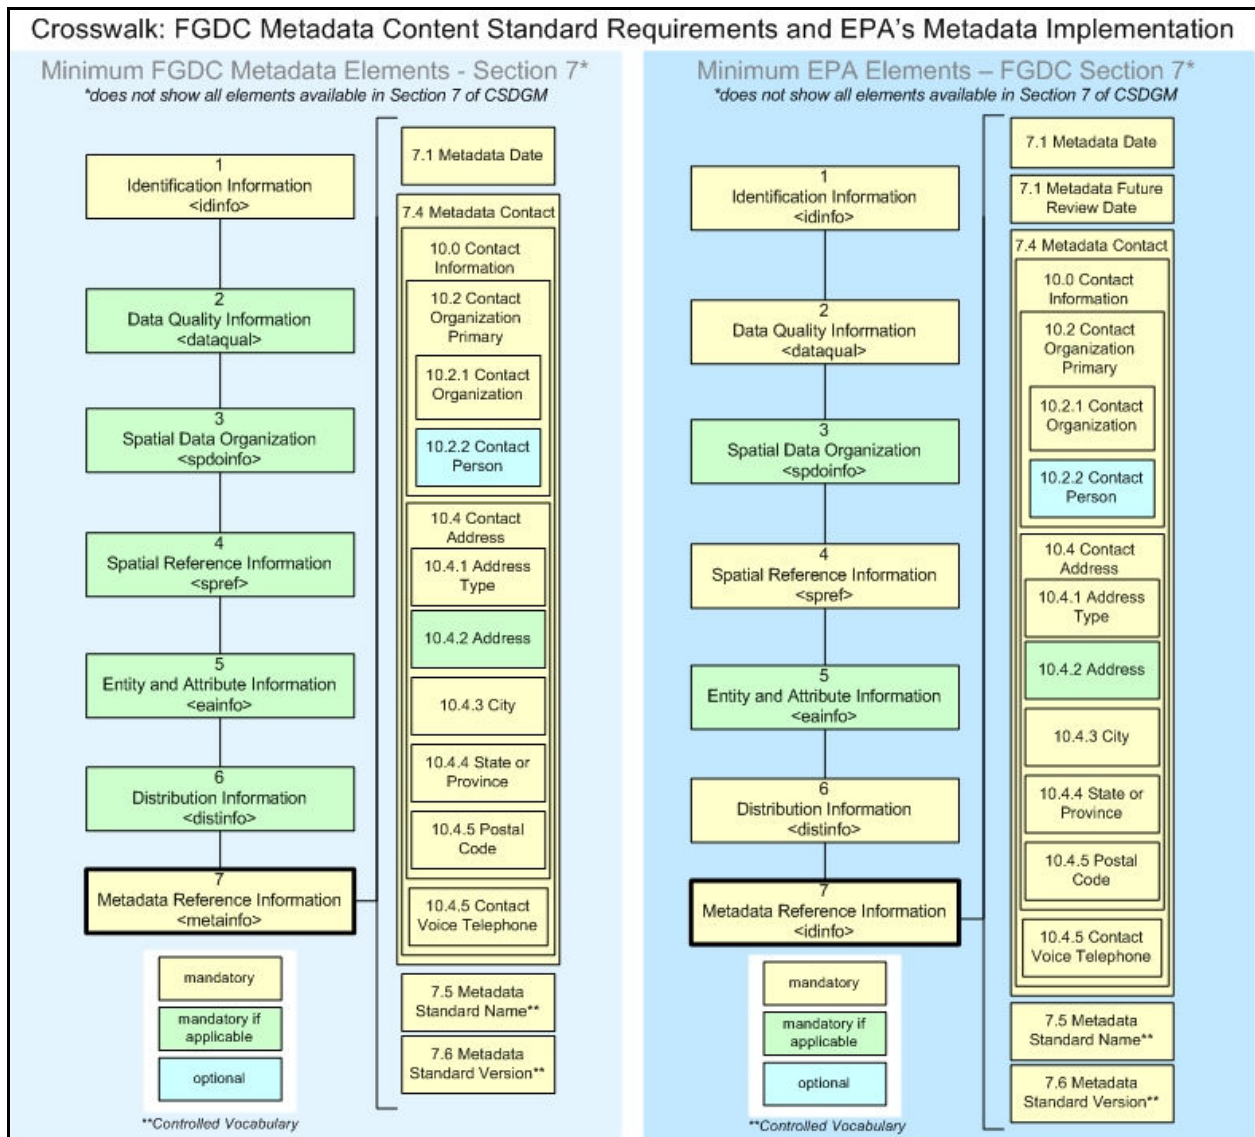 Crosswalk: FGDC Metadata Content Standard Requirements and EPA's Metadata Implementation
Minimum FGDC Metadata Elements - Section 7*
*does not show all elements available in Section 7 of CSDGM
1
Identification Information
<idinfo>
2
Data Quality Information
<dataqual>
3
Spatial Data Organization
<spdoinfo>
4
Spatial Reference Information
<spref>
5
Entity and Attribute Information
<eainfo>
6
Distribution Information
<distinfo>
7
Metadata Reference Information
<metainfo>
mandatory
mandatory if
applicable
optional
**Controlled Vocabulary
7.1 Metadata Date
7.4 Metadata Contact
10.0 Contact
Information
10.2 Contact
Organization
Primary
10.2.1 Contact
Organization
10.2.2 Contact
Person
10.4 Contact
Address
10.4.1 Address
Type
10.4.2 Address
10.4.3 City
10.4.4 State or
Province
10.4.5 Postal
Code
10.4.5 Contact
Voice Telephone
7.5 Metadata
Standard Name**
7.6 Metadata
Standard Version**
Minimum EPA Elements – FGDC Section 7*
*does not show all elements available in Section 7 of CSDGM
1
Identification Information
<idinfo>
2
Data Quality Information
<dataqual>
3
Spatial Data Organization
<spdoinfo>
4
Spatial Reference Information
<spref>
5
Entity and Attribute Information
<eainfo>
6
Distribution Information
<distinfo>
7
Metadata Reference Information
<idinfo>
mandatory
mandatory if
applicable
optional
**Controlled Vocabulary
7.1 Metadata Date
7.1 Metadata Future
Review Date
7.4 Metadata Contact
10.0 Contact
Information
10.2 Contact
Organization
Primary
10.2.1 Contact
Organization
10.2.2 Contact
Person
10.4 Contact
Address
10.4.1 Address
Type
10.4.2 Address
10.4.3 City
10.4.4 State or
Province
10.4.5 Postal
Code
10.4.5 Contact
Voice Telephone
7.5 Metadata
Standard Name**
7.6 Metadata
Standard Version**